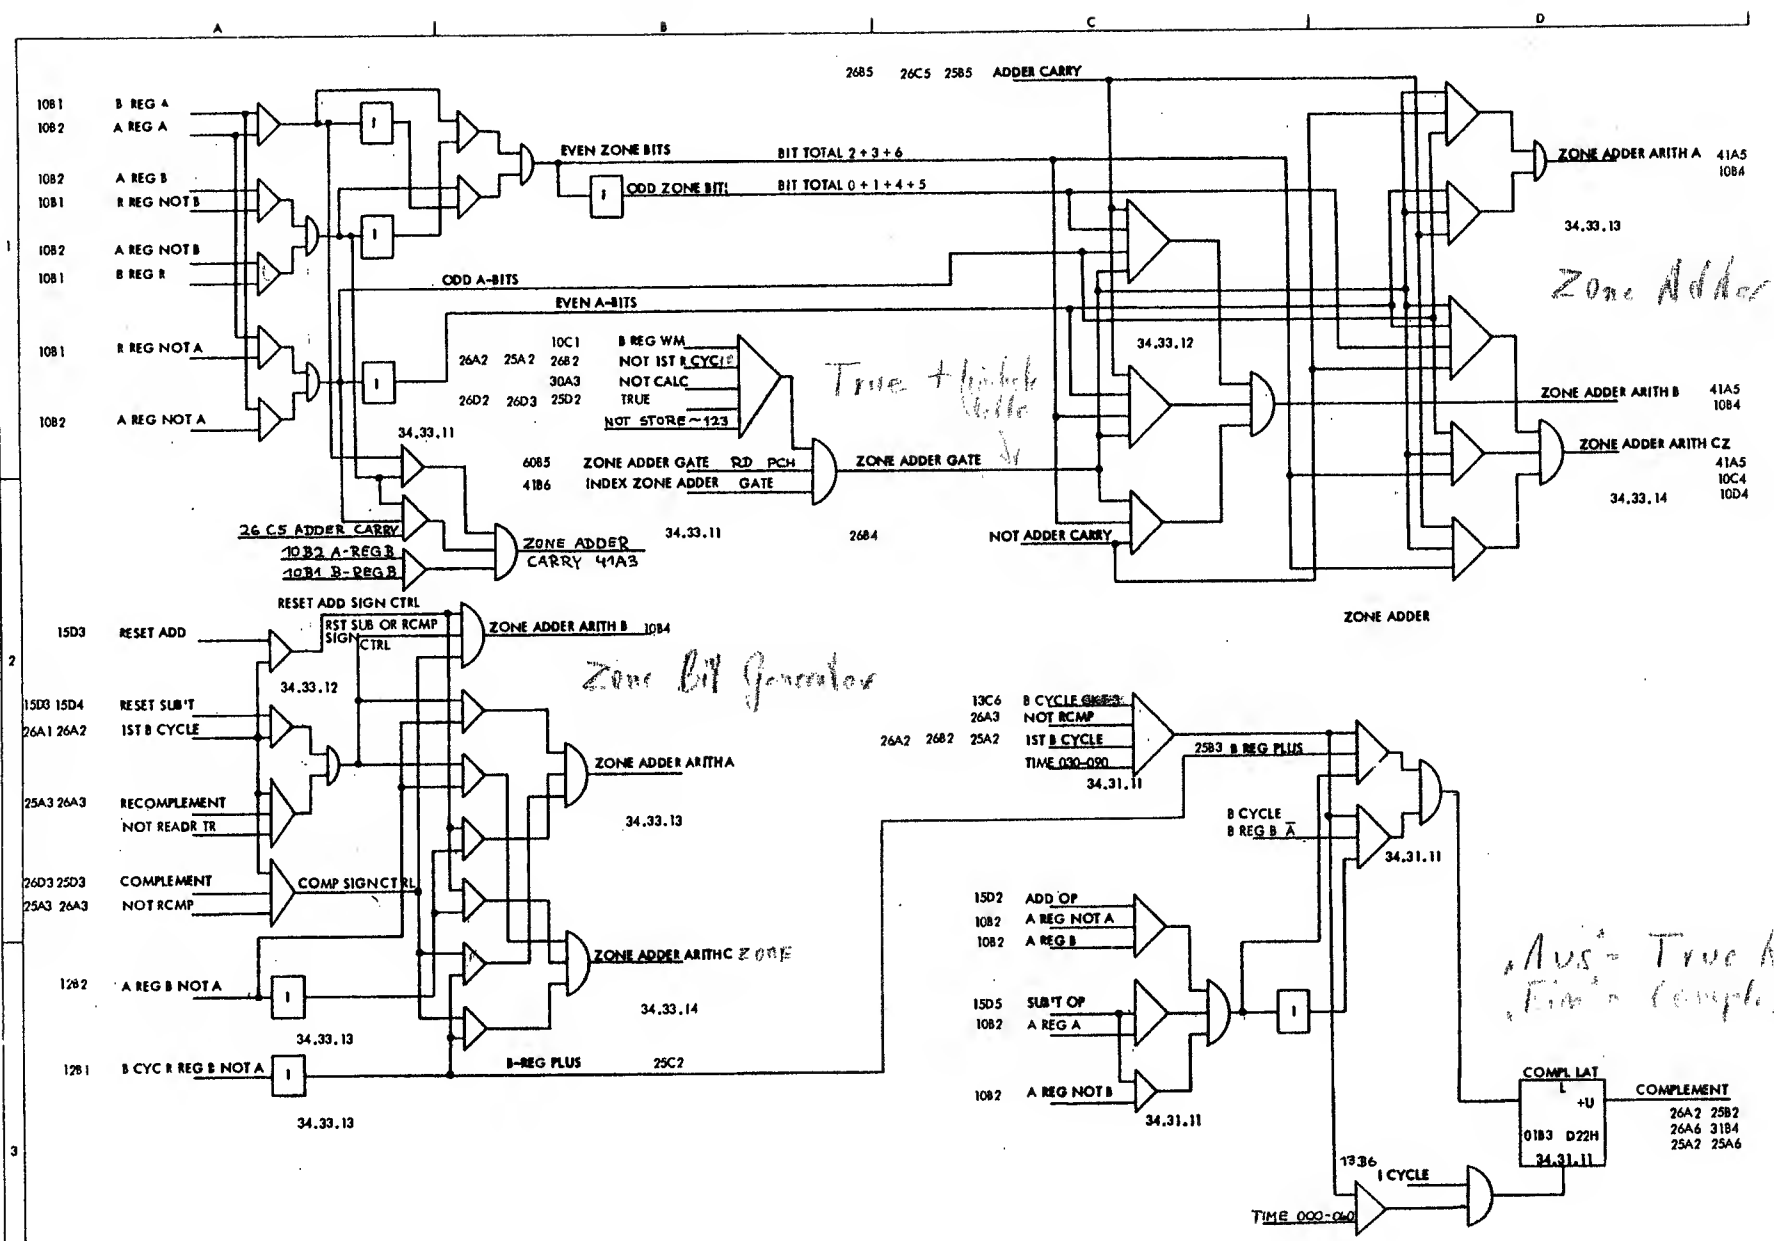 A B C D
26B5 26C5 25B5 ADDER CARRY
10B1 B REG A
10B2 A REG A
10B2 A REG B
10B1 R REG NOT B
10B2 A REG NOT B
10B1 B REG R
1
EVEN ZONE BITS BIT TOTAL 2 + 3 + 6
ODD ZONE BITS BIT TOTAL 0 + 1 + 4 + 5
ZONE ADDER ARITH A 41A5
10B4
34.33.13
Zone Adder
ODD A-BITS
EVEN A-BITS
10B1 R REG NOT A
10B2 A REG NOT A
34.33.11
10C1 B REG WM
26A2 25A2 26B2 NOT 1ST R CYCLE
30A3 NOT CALC
26D2 26D3 25D2 TRUE
NOT STORE ~ 123
True +
34.33.12
60B5 ZONE ADDER GATE RD PCH
41B6 INDEX ZONE ADDER GATE
ZONE ADDER GATE
34.33.11
26B4
NOT ADDER CARRY
ZONE ADDER ARITH B 41A5
10B4
ZONE ADDER ARITH CZ
41A5
10C4
34.33.14 10D4
26 C5 ADDER CARRY
10B2 A-REG B
10B1 B-REG B
ZONE ADDER
CARRY 41A3
ZONE ADDER
2
RESET ADD SIGN CTRL
RST SUB OR RCMP
SIGN
CTRL
15D3 RESET ADD
34.33.12
ZONE ADDER ARITH B 10B4
Zone Bit Generator
15D3 15D4 RESET SUB'T
26A1 26A2 1ST B CYCLE
25A3 26A3 RECOMPLEMENT
NOT READR TR
26D3 25D3 COMPLEMENT
25A3 26A3 NOT RCMP
COMP SIGN CTRL
ZONE ADDER ARITH A
34.33.13
ZONE ADDER ARITH C ZONE
34.33.14
12B2 A REG B NOT A
34.33.13
12B1 B CYC R REG B NOT A
34.33.13
B-REG PLUS 25C2
13C6 B CYCLE
26A3 NOT RCMP
26A2 26B2 25A2 1ST B CYCLE
TIME 030-090
34.31.11
25B3 B REG PLUS
B CYCLE
B REG B A̅
34.31.11
15D2 ADD OP
10B2 A REG NOT A
10B2 A REG B
15D5 SUB'T OP
10B2 A REG A
10B2 A REG NOT B
34.31.11
"Aus" = True
"Ein" = Compl.
COMPL LAT
L
+U
01B3 D22H
34.31.11
COMPLEMENT
26A2 25B2
26A6 31B4
25A2 25A6
3
13B6
I CYCLE
TIME 000-060